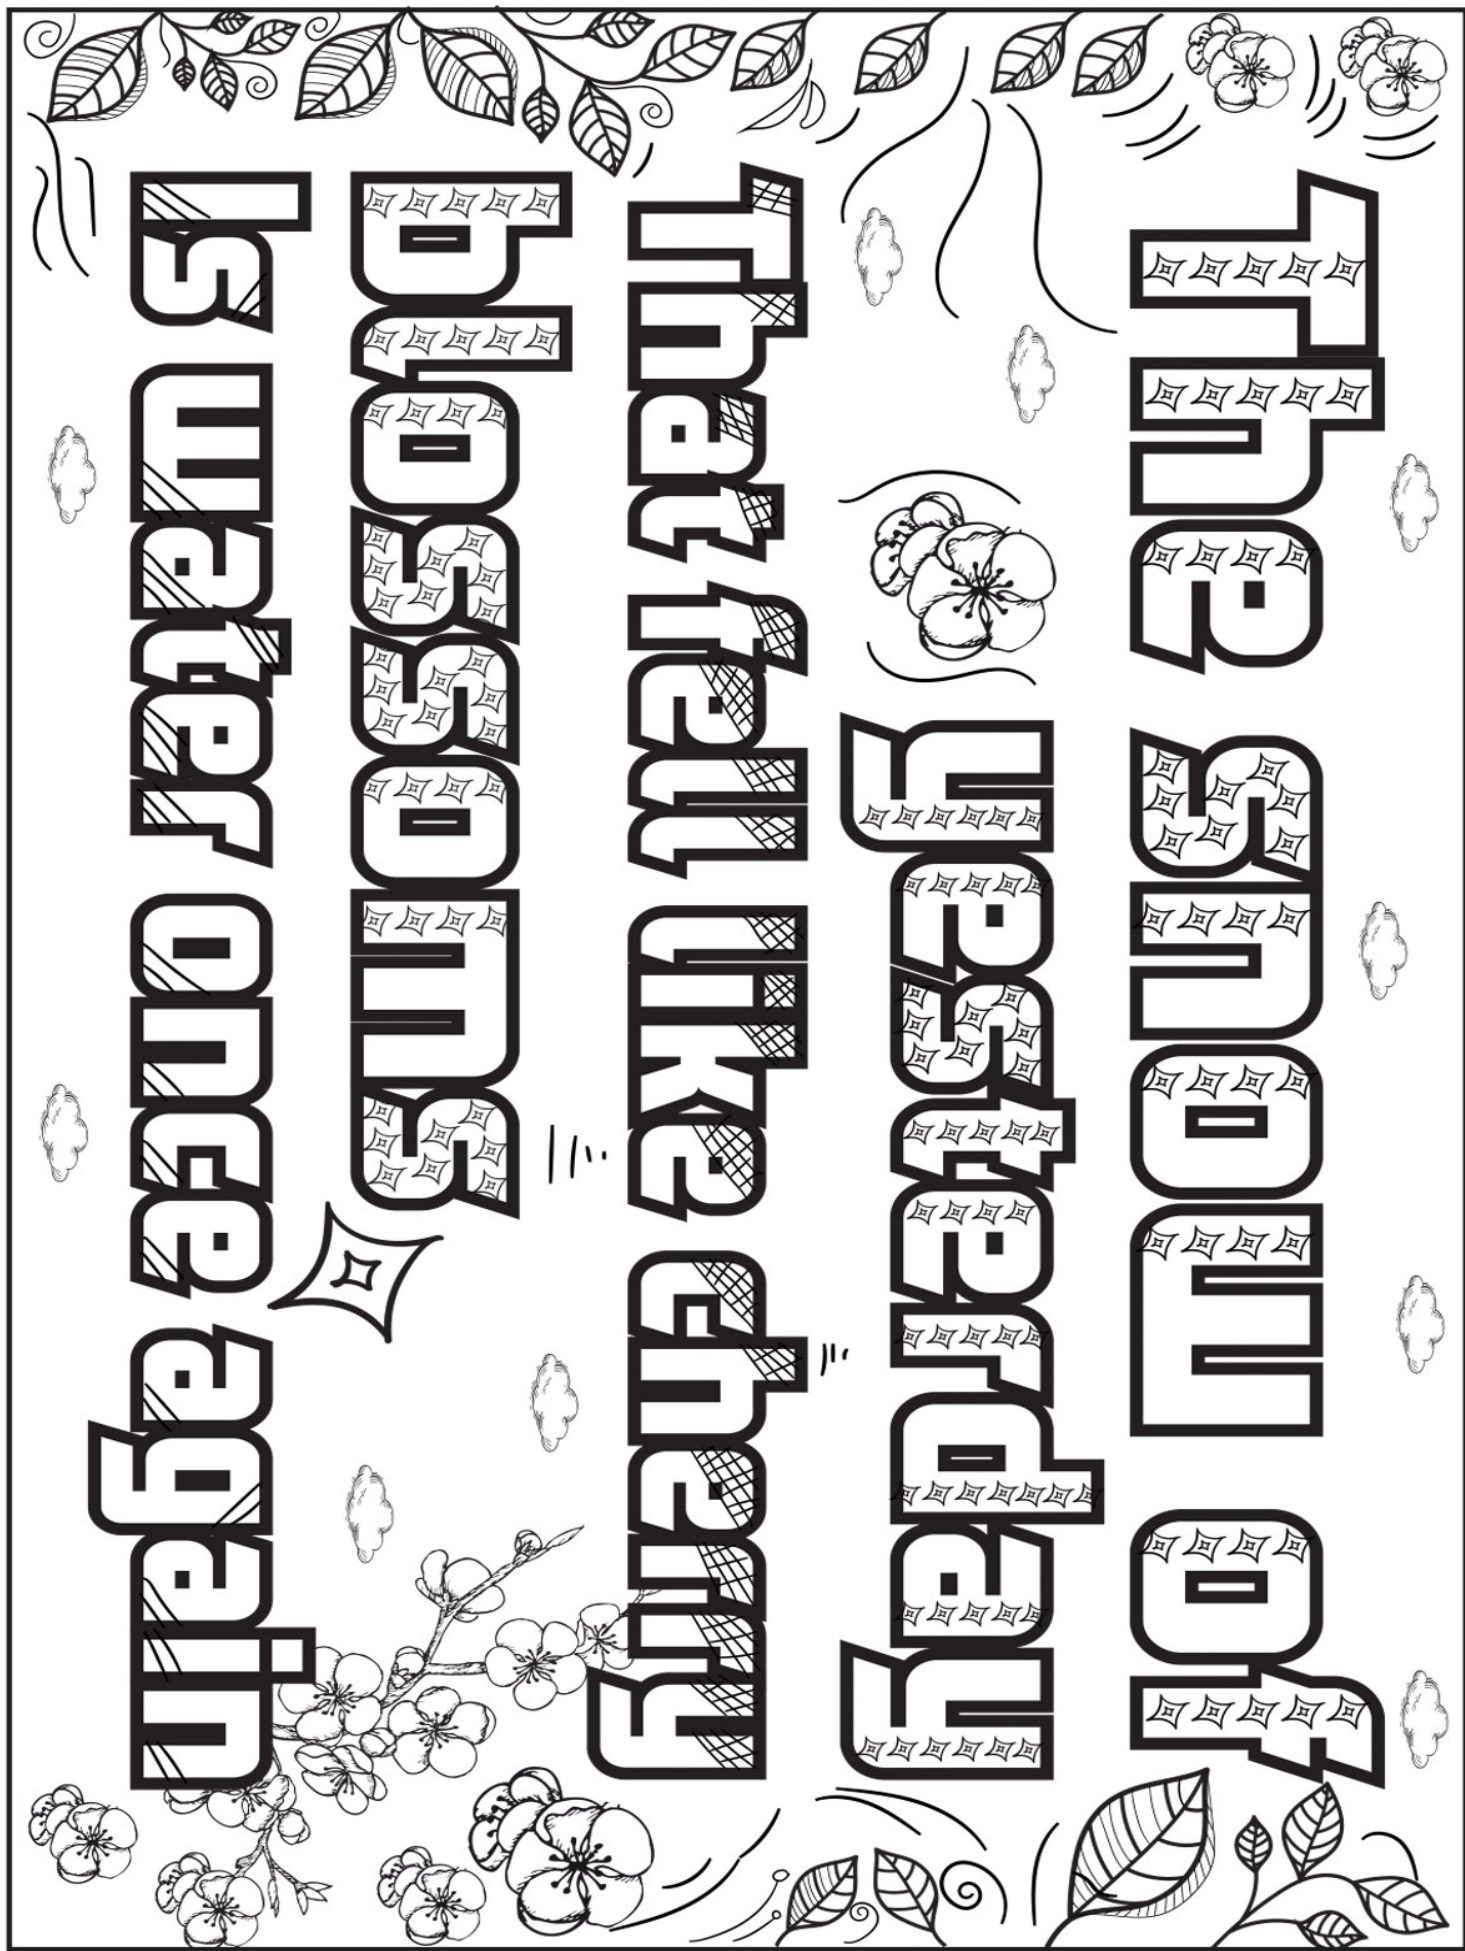 The snow of
yesterday
That fell like cherry
blossoms
Is water once again